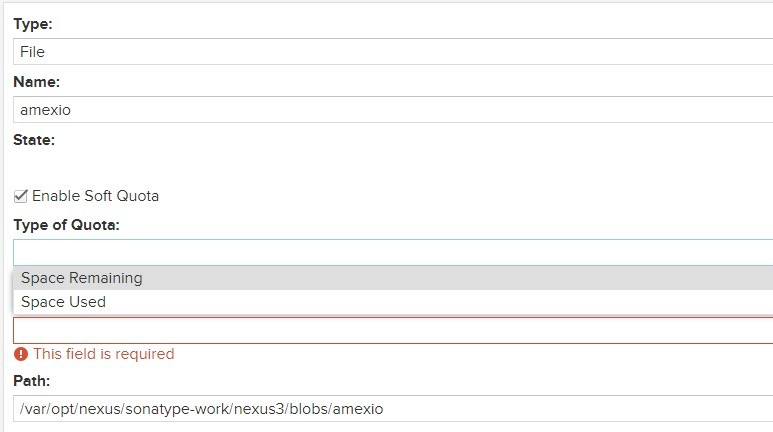 Type:
File
Name:
amexio
State:
Enable Soft Quota
Type of Quota:
Space Remaining
Space Used
This field is required
Path:
/var/opt/nexus/sonatype-work/nexus3/blobs/amexio